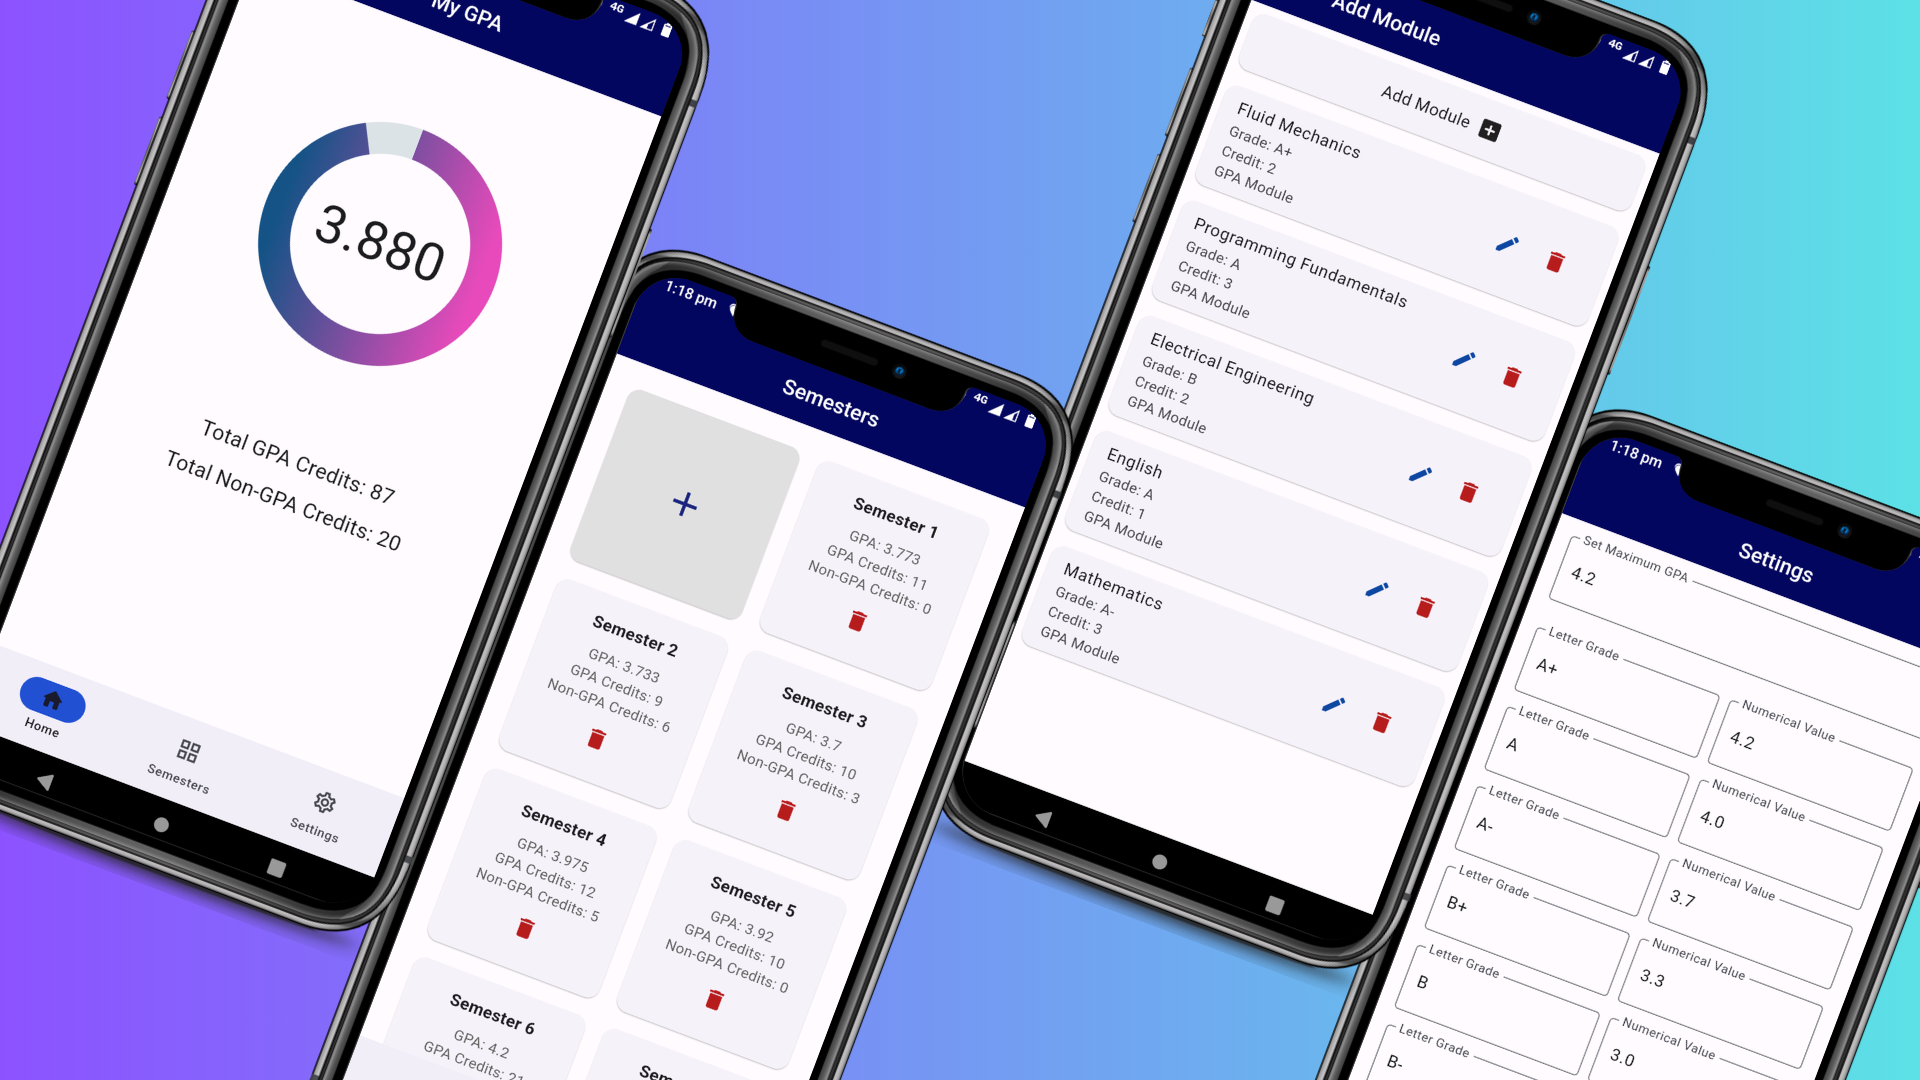 My GPA
4G
3.880
Total GPA Credits: 87
Total Non-GPA Credits: 20
Home
Semesters
Settings
1:18 pm
4G
Semesters
+
Semester 1
GPA: 3.773
GPA Credits: 11
Non-GPA Credits: 0
Semester 2
GPA: 3.733
GPA Credits: 9
Non-GPA Credits: 6
Semester 3
GPA: 3.7
GPA Credits: 10
Non-GPA Credits: 3
Semester 4
GPA: 3.975
GPA Credits: 12
Non-GPA Credits: 5
Semester 5
GPA: 3.92
GPA Credits: 10
Non-GPA Credits: 0
Semester 6
GPA: 4.2
GPA Credits:
4G
Add Module
Add Module
Fluid Mechanics
Grade: A+
Credit: 2
GPA Module
Programming Fundamentals
Grade: A
Credit: 3
GPA Module
Electrical Engineering
Grade: B
Credit: 2
GPA Module
English
Grade: A
Credit: 1
GPA Module
Mathematics
Grade: A-
Credit: 3
GPA Module
1:18 pm
Settings
Set Maximum GPA
4.2
Letter Grade
A+
Numerical Value
4.2
Letter Grade
A
Numerical Value
4.0
Letter Grade
A-
Numerical Value
3.7
Letter Grade
B+
Numerical Value
3.3
Letter Grade
B
Numerical Value
3.0
Letter Grade
B-